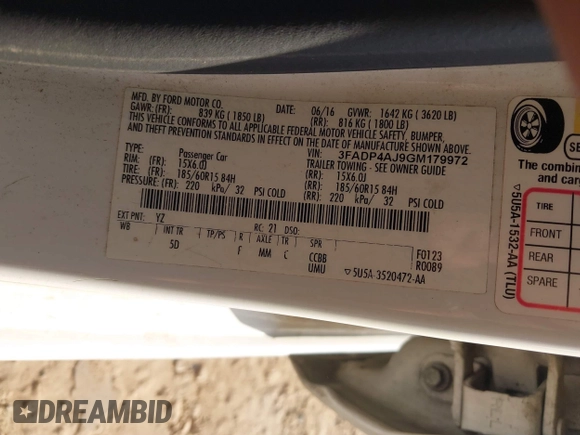 MFD. BY FORD MOTOR CO.
DATE: 06/16 GVWR: 1642 KG ( 3620 LB)
GAWR:(FR): 839 KG ( 1850 LB) (RR): 816 KG ( 1800 LB)
THIS VEHICLE CONFORMS TO ALL APPLICABLE FEDERAL MOTOR VEHICLE SAFETY, BUMPER,
AND THEFT PREVENTION STANDARDS IN EFFECT ON THE DATE OF MANUFACTURE SHOWN ABOVE.
VIN: 3FADP4AJ9GM179972
TYPE: Passenger Car TRAILER TOWING - SEE OWNER GUIDE
RIM: (FR) 15X6.0J (RR) 15X6.0J
TIRE: (FR) 185/60R15 84H (RR) 185/60R15 84H
PRESSURE: (FR) 220 kPa/ 32 PSI COLD (RR) 220 kPa/ 32 PSI COLD
EXT PNT: YZ RC: 21 DSO:
WB INT TR TP/PS R AXLE TR SPR F0123
5D F MM C CCBB R0089
UMU ▽5U5A-3520472-AA
The combine
and car
TIRE
FRONT
REAR
SPARE
▽5U5A-1532-AA (TLU)
DREAMBID